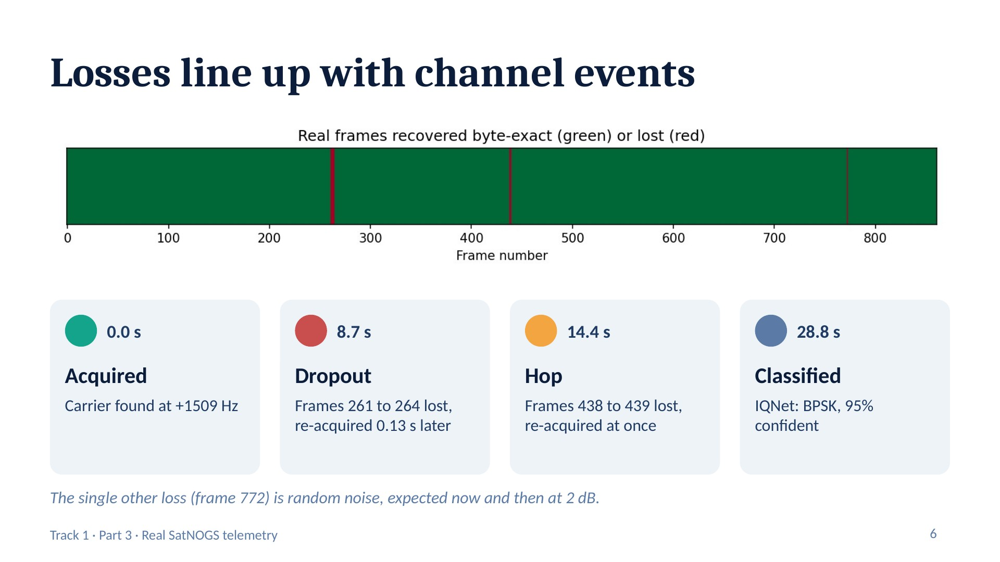 Losses line up with channel events
Real frames recovered byte-exact (green) or lost (red)
0 100 200 300 400 500 600 700 800
Frame number
0.0 s
Acquired
Carrier found at +1509 Hz
8.7 s
Dropout
Frames 261 to 264 lost,
re-acquired 0.13 s later
14.4 s
Hop
Frames 438 to 439 lost,
re-acquired at once
28.8 s
Classified
IQNet: BPSK, 95%
confident
The single other loss (frame 772) is random noise, expected now and then at 2 dB.
Track 1 · Part 3 · Real SatNOGS telemetry
6